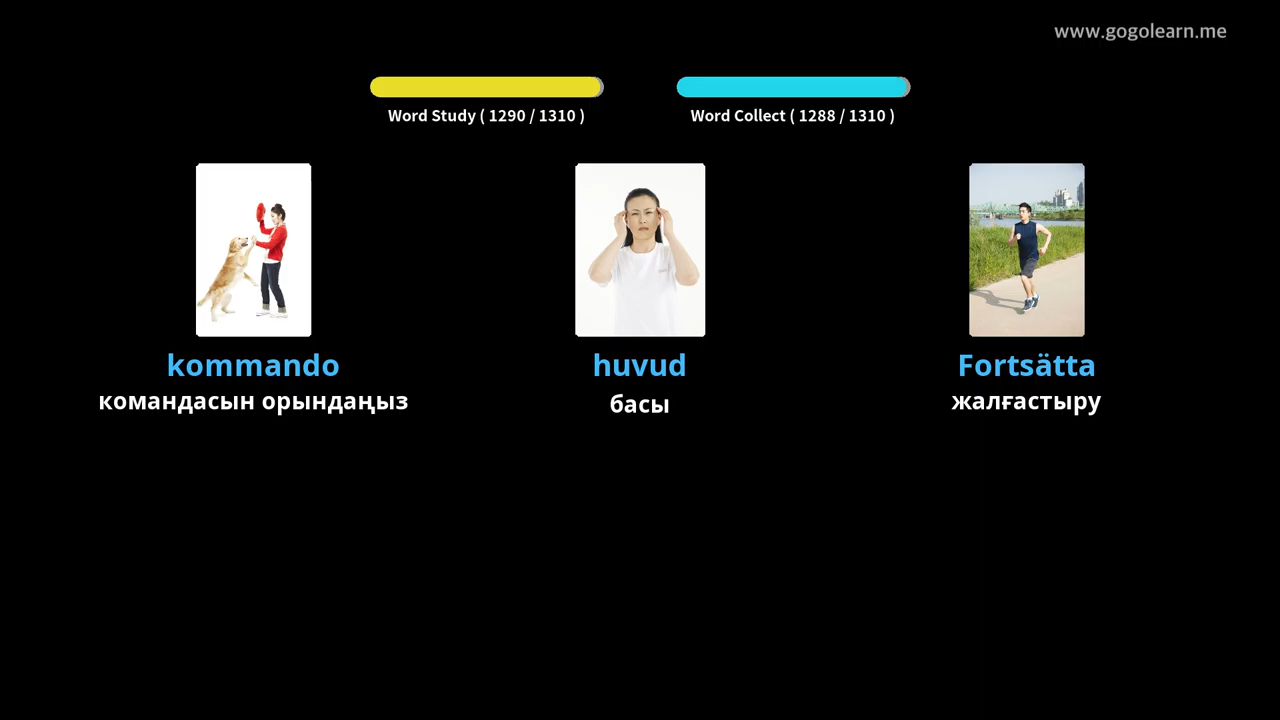 www.gogolearn.me
Word Study ( 1290 / 1310 )
Word Collect ( 1288 / 1310 )
kommando
huvud
Fortsätta
командасын орындаңыз
басы
жалғастыру